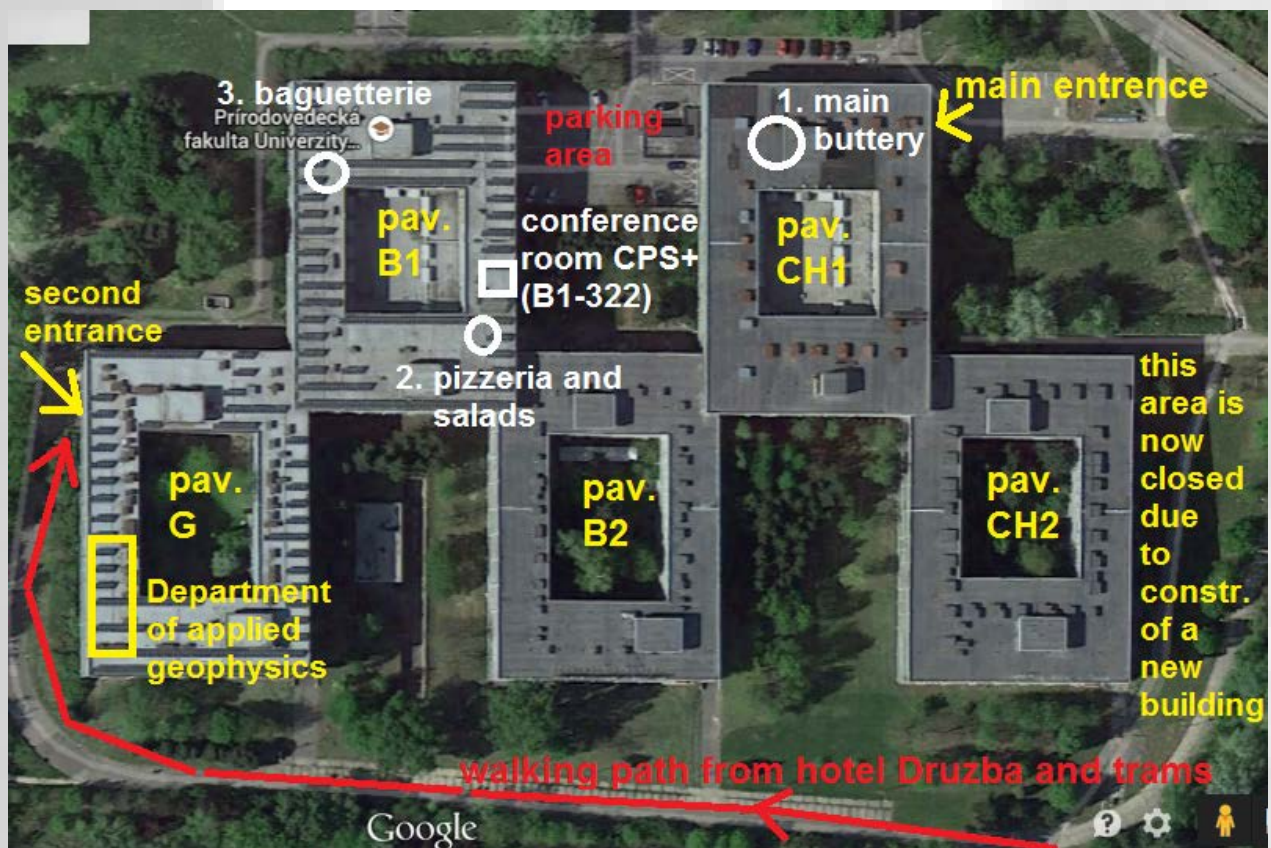 3. baguetterie
Prírodovedecká
fakulta Univerzity...
parking
area
1. main
buttery
main entrence
pav.
B1
conference
room CPS+
(B1-322)
pav.
CH1
second
entrance
2. pizzeria and
salads
this
area is
now
closed
due
to
constr.
of a
new
building
pav.
G
pav.
B2
pav.
CH2
Department
of applied
geophysics
walking path from hotel Druzba and trams
Google
?